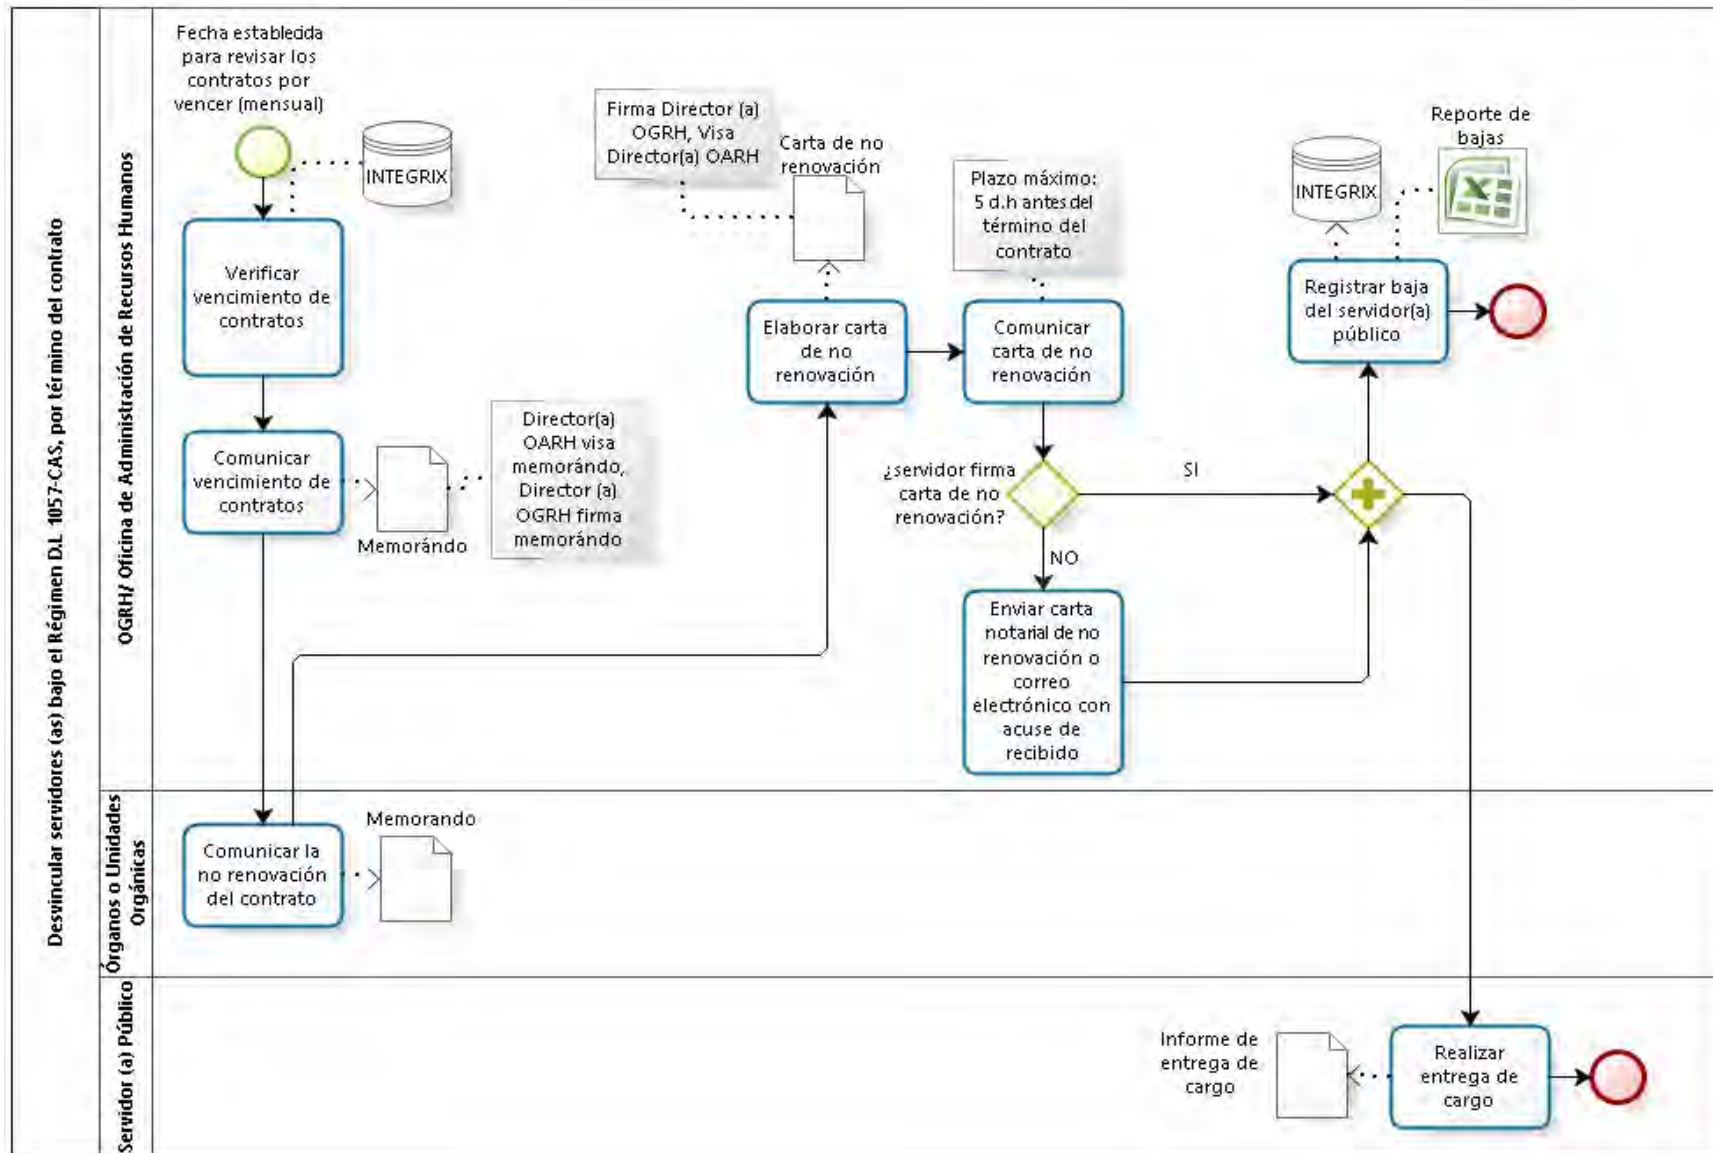 Desvincular servidores (as) bajo el Régimen D.L 1057-CAS, por término del contrato
OGRH/ Oficina de Administración de Recursos Humanos
Fecha establecida
para revisar los
contratos por
vencer (mensual)
INTEGRIX
Verificar
vencimiento de
contratos
Comunicar
vencimiento de
contratos
Memorándo
Director(a)
OARH visa
memorándo,
Director (a)
OGRH firma
memorándo
Firma Director (a)
OGRH, Visa
Director(a) OARH
Carta de no
renovación
Elaborar carta
de no
renovación
Plazo máximo:
5 d.h antes del
término del
contrato
Comunicar
carta de no
renovación
¿servidor firma
carta de no
renovación?
SI
NO
Enviar carta
notarial de no
renovación o
correo
electrónico con
acuse de
recibido
INTEGRIX
Reporte de
bajas
Registrar baja
del servidor(a)
público
Órganos o Unidades
Orgánicas
Comunicar la
no renovación
del contrato
Memorando
Servidor (a) Público
Informe de
entrega de
cargo
Realizar
entrega de
cargo